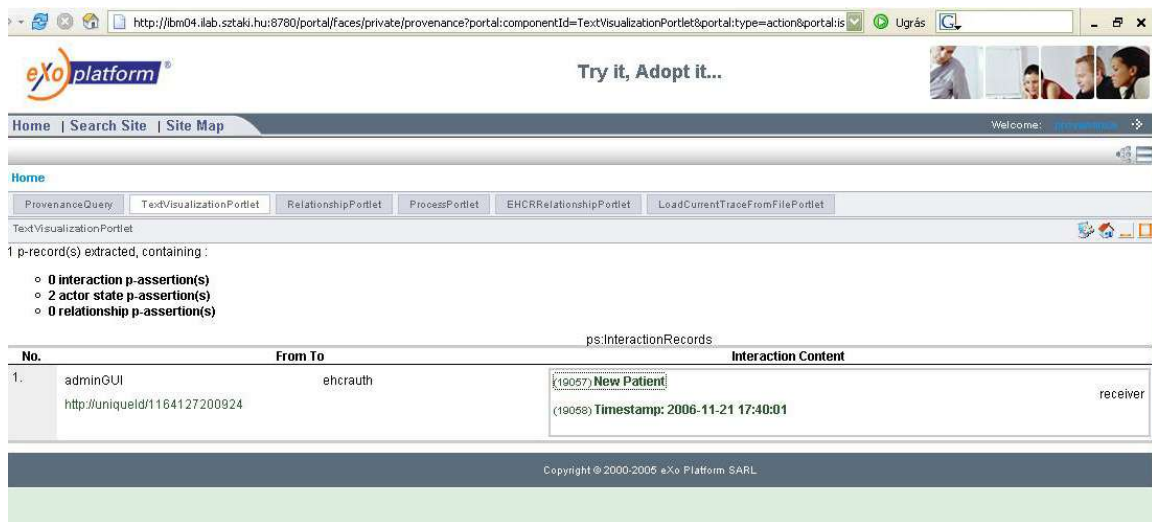 http://ibm04.ilab.sztaki.hu:8780/portal/faces/private/provenance?portal:componentId=TextVisualizationPortlet&portal:type=action&portal:is Ugrás G
eXo platform ®
Try it, Adopt it...
Home | Search Site | Site Map
Welcome: provenance
Home
ProvenanceQuery TextVisualizationPortlet RelationshipPortlet ProcessPortlet EHCRRelationshipPortlet LoadCurrentTraceFromFilePortlet
TextVisualizationPortlet
1 p-record(s) extracted, containing :
0 interaction p-assertion(s)
2 actor state p-assertion(s)
0 relationship p-assertion(s)
ps:InteractionRecords
No. From To Interaction Content
1. adminGUI ehcrauth (19057) New Patient
receiver
http://uniqueId/1164127200924 (19058) Timestamp: 2006-11-21 17:40:01
Copyright © 2000-2005 eXo Platform SARL